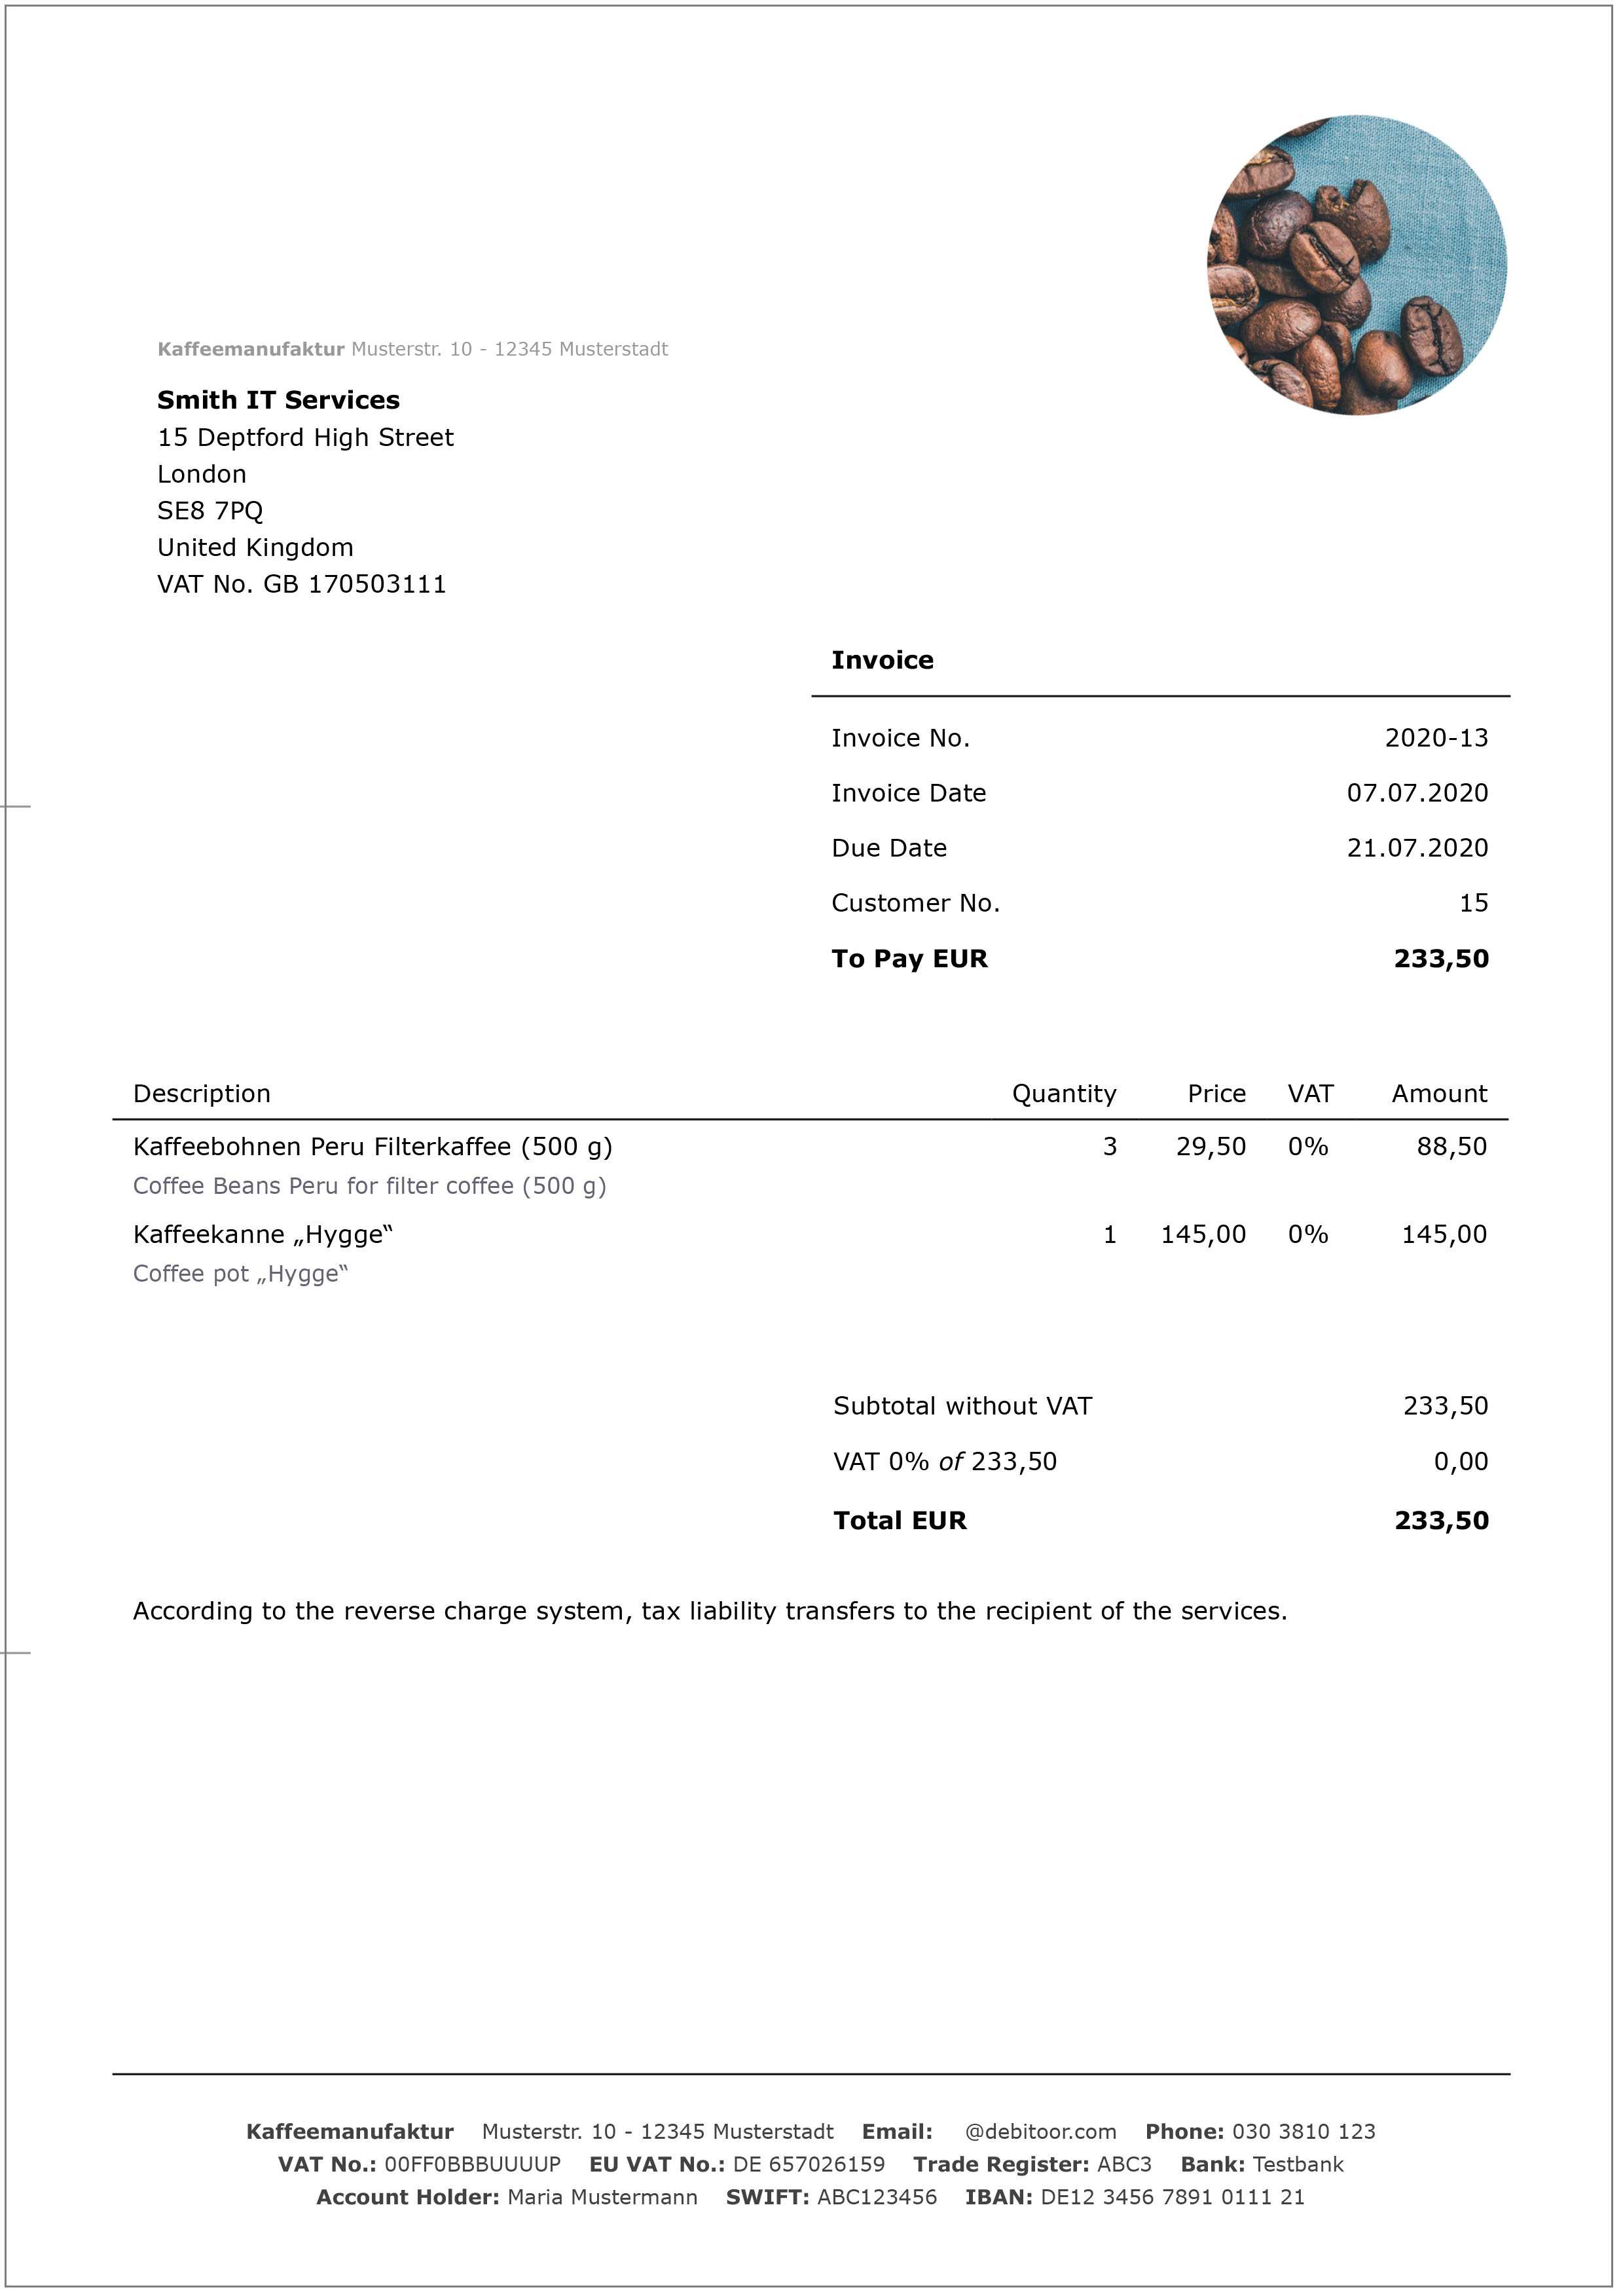 Kaffeemanufaktur Musterstr. 10 - 12345 Musterstadt
Smith IT Services
15 Deptford High Street
London
SE8 7PQ
United Kingdom
VAT No. GB 170503111
Invoice
Invoice No. 2020-13
Invoice Date 07.07.2020
Due Date 21.07.2020
Customer No. 15
To Pay EUR 233,50
Description Quantity Price VAT Amount
Kaffeebohnen Peru Filterkaffee (500 g) 3 29,50 0% 88,50
Coffee Beans Peru for filter coffee (500 g)
Kaffeekanne „Hygge“ 1 145,00 0% 145,00
Coffee pot „Hygge“
Subtotal without VAT 233,50
VAT 0% of 233,50 0,00
Total EUR 233,50
According to the reverse charge system, tax liability transfers to the recipient of the services.
Kaffeemanufaktur Musterstr. 10 - 12345 Musterstadt Email: @debitoor.com Phone: 030 3810 123
VAT No.: 00FF0BBBUUUUP EU VAT No.: DE 657026159 Trade Register: ABC3 Bank: Testbank
Account Holder: Maria Mustermann SWIFT: ABC123456 IBAN: DE12 3456 7891 0111 21